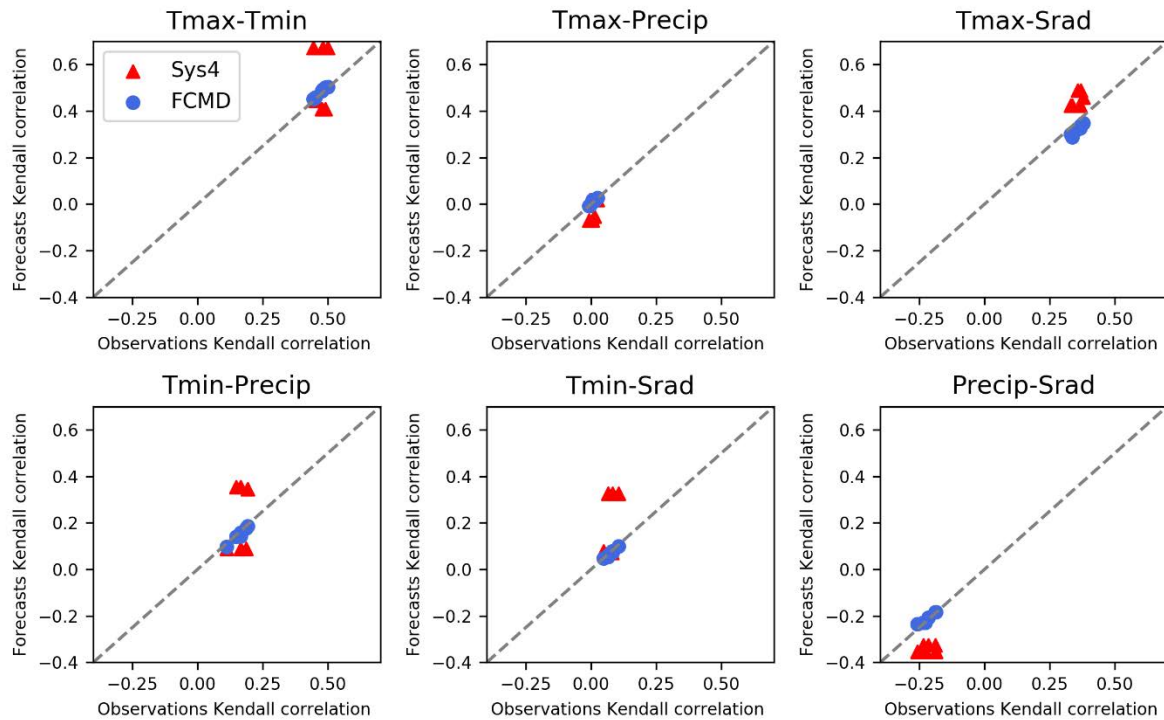 Tmax-Tmin
Tmax-Precip
Tmax-Srad
Sys4
FCMD
Forecasts Kendall correlation
0.6
0.4
0.2
0.0
−0.2
−0.4
−0.25 0.00 0.25 0.50
Observations Kendall correlation
Forecasts Kendall correlation
0.6
0.4
0.2
0.0
−0.2
−0.4
−0.25 0.00 0.25 0.50
Observations Kendall correlation
Forecasts Kendall correlation
0.6
0.4
0.2
0.0
−0.2
−0.4
−0.25 0.00 0.25 0.50
Observations Kendall correlation
Tmin-Precip
Tmin-Srad
Precip-Srad
Forecasts Kendall correlation
0.6
0.4
0.2
0.0
−0.2
−0.4
−0.25 0.00 0.25 0.50
Observations Kendall correlation
Forecasts Kendall correlation
0.6
0.4
0.2
0.0
−0.2
−0.4
−0.25 0.00 0.25 0.50
Observations Kendall correlation
Forecasts Kendall correlation
0.6
0.4
0.2
0.0
−0.2
−0.4
−0.25 0.00 0.25 0.50
Observations Kendall correlation